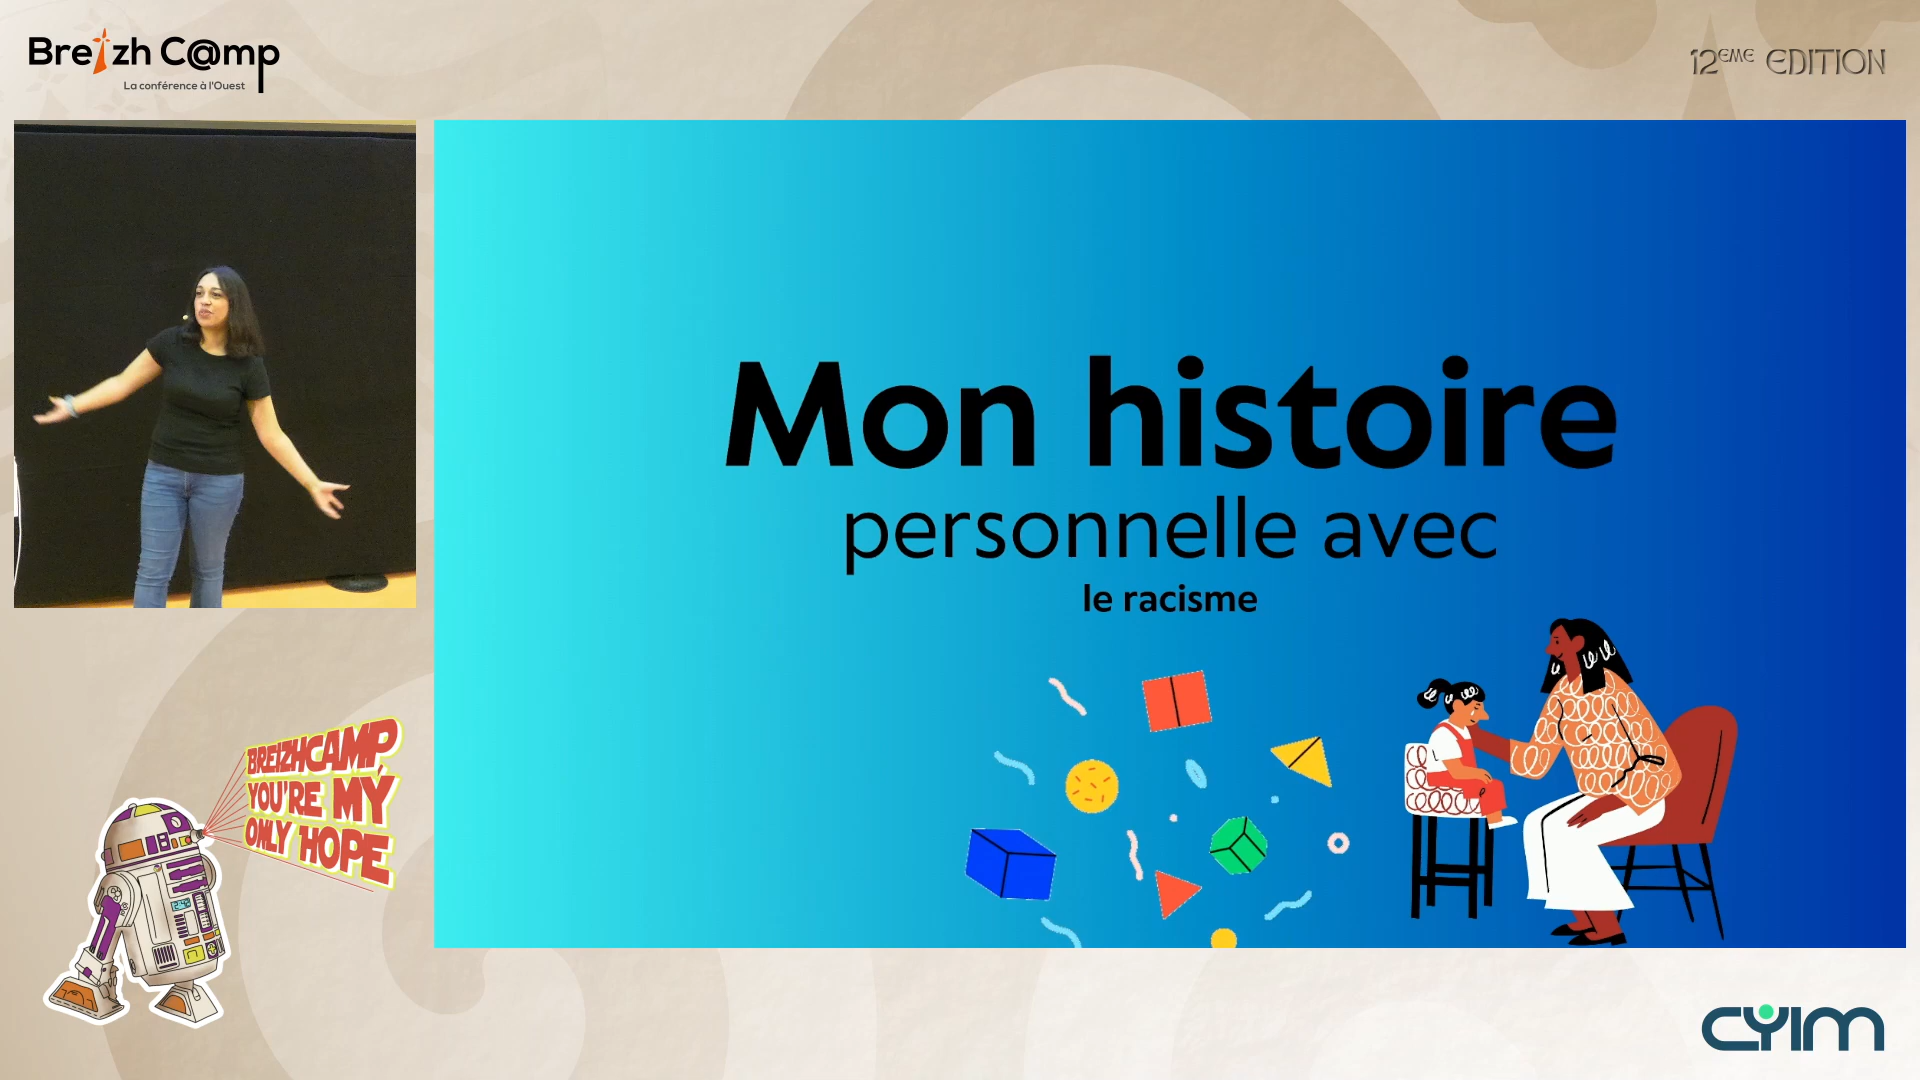 Breizh C@mp
La conférence à l'Ouest
12EME EDITION
Mon histoire
personnelle avec
le racisme
BREIZHCAMP,
YOU'RE MY
ONLY HOPE
CYIM